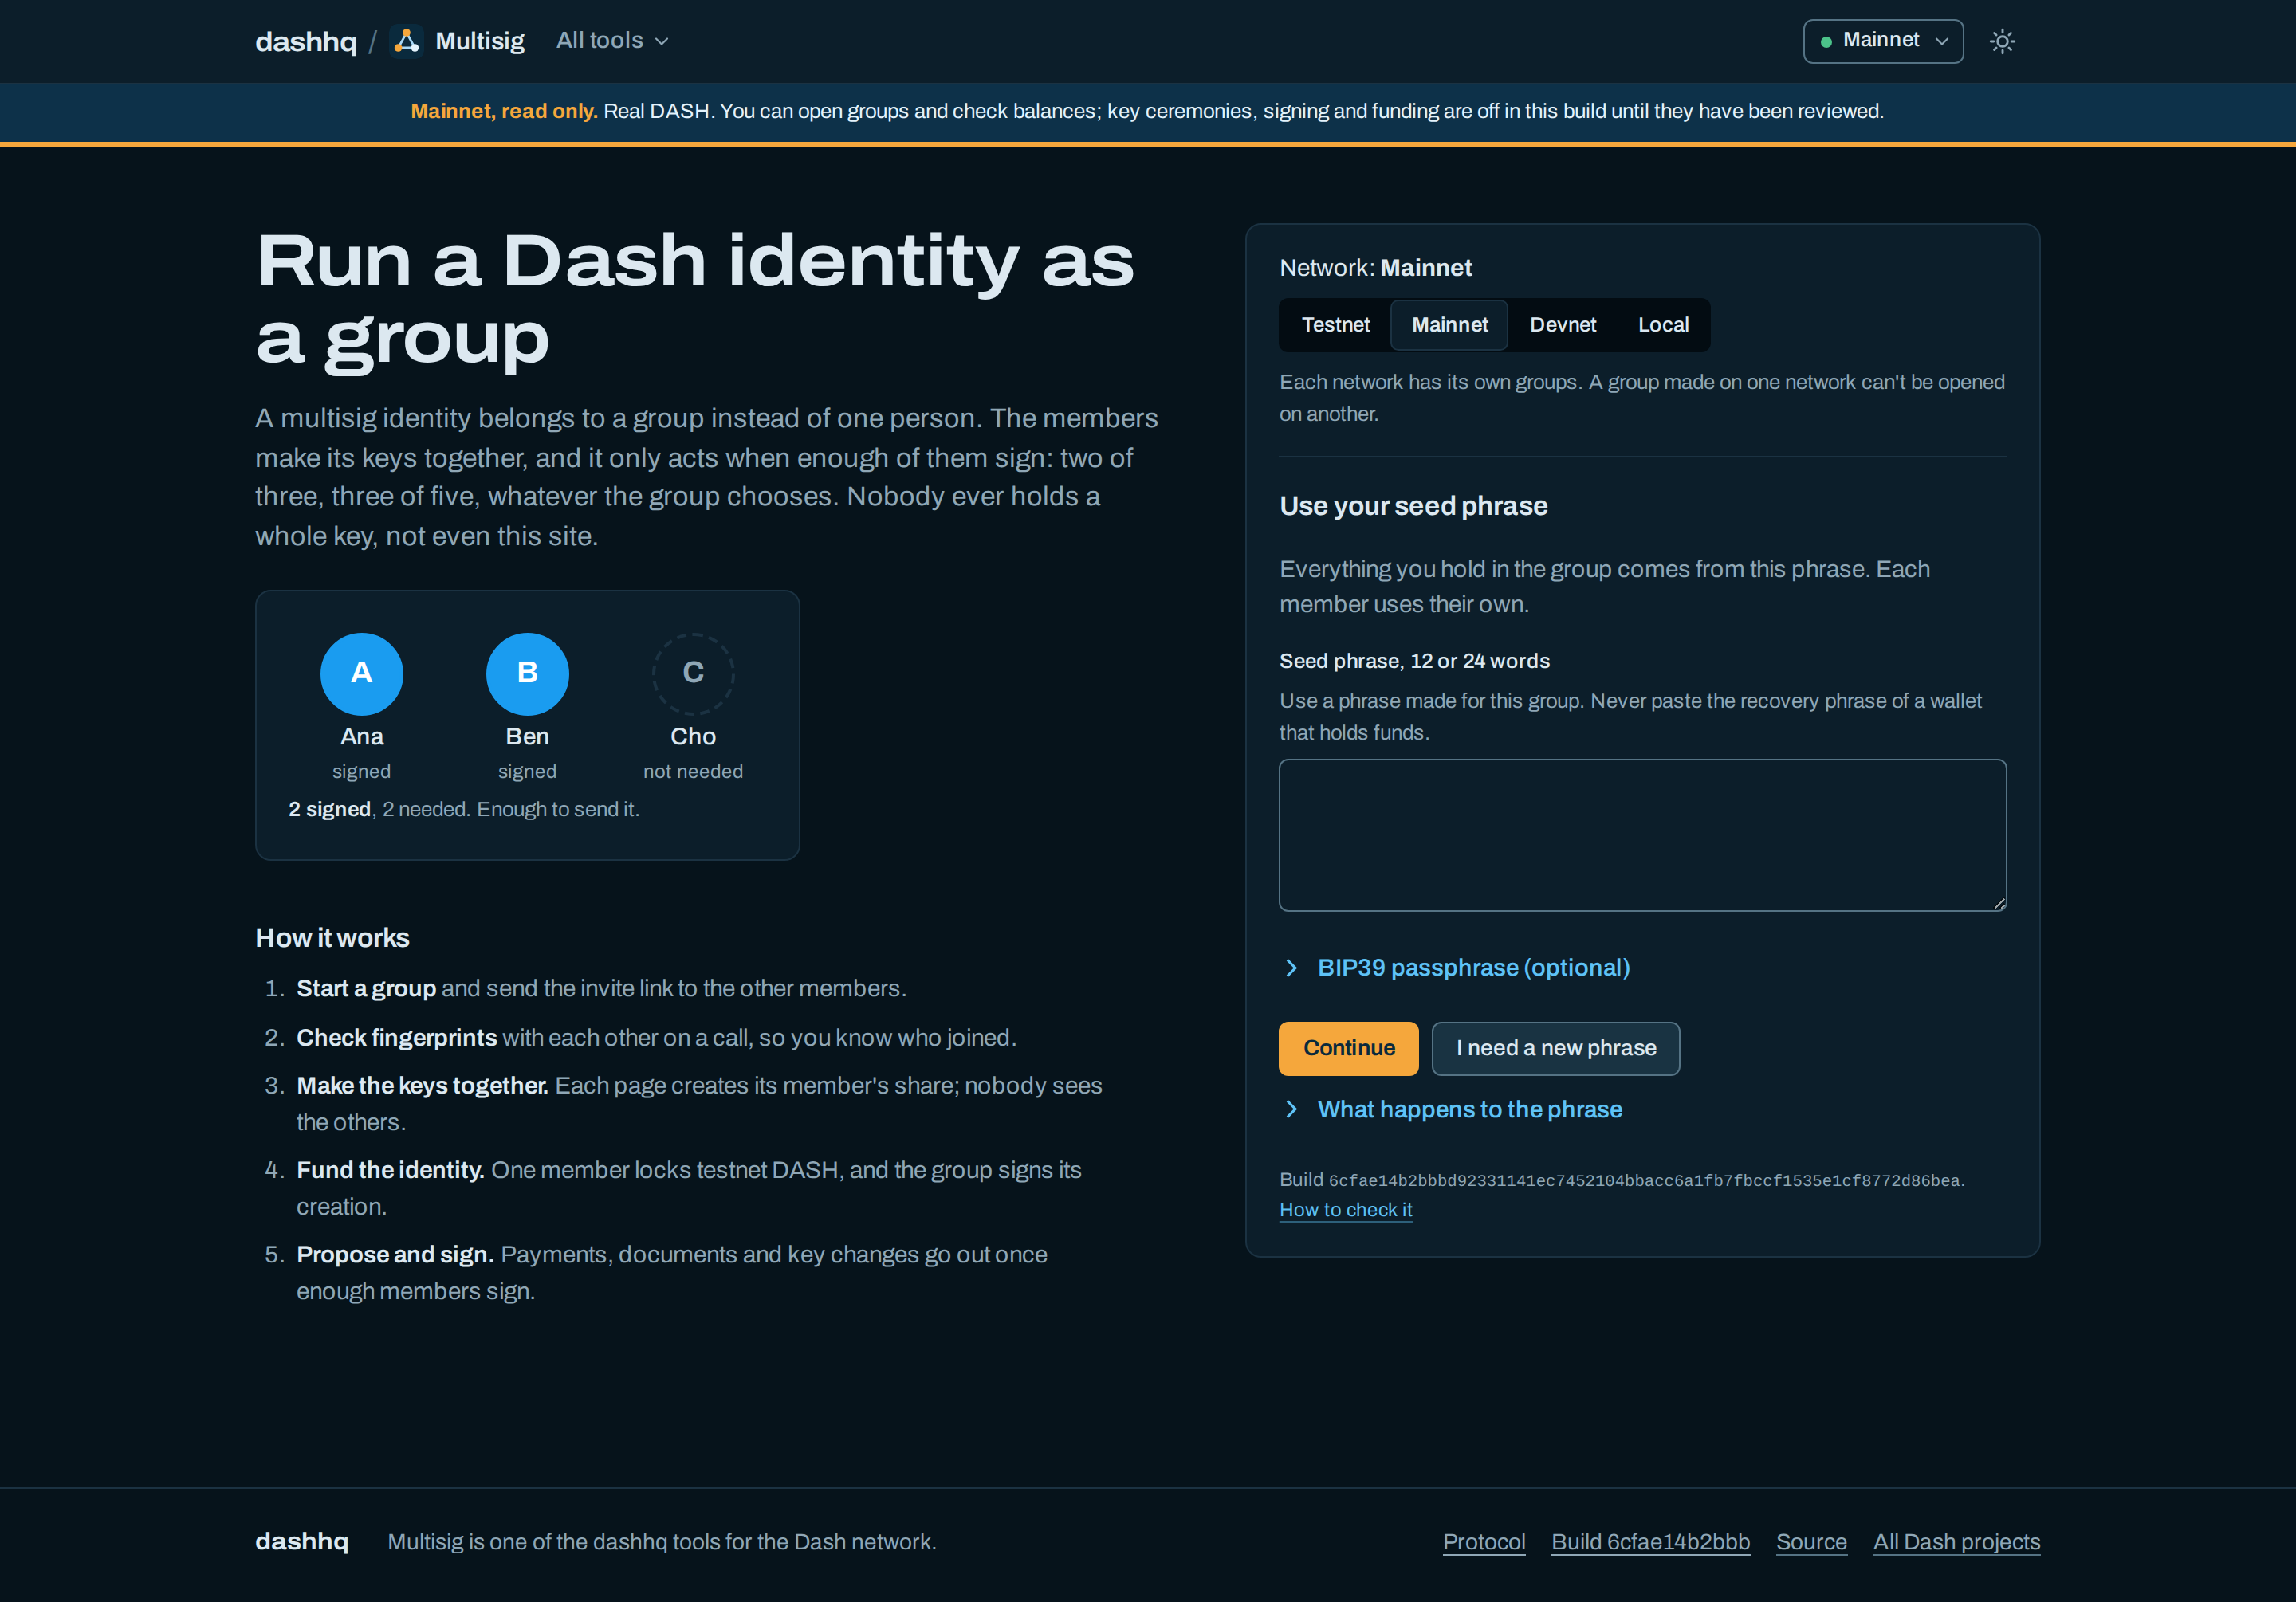 dashhq / Multisig All tools
Mainnet
Mainnet, read only. Real DASH. You can open groups and check balances; key ceremonies, signing and funding are off in this build until they have been reviewed.
Run a Dash identity as
a group
A multisig identity belongs to a group instead of one person. The members
make its keys together, and it only acts when enough of them sign: two of
three, three of five, whatever the group chooses. Nobody ever holds a
whole key, not even this site.
A B C
Ana Ben Cho
signed signed not needed
2 signed, 2 needed. Enough to send it.
How it works
1. Start a group and send the invite link to the other members.
2. Check fingerprints with each other on a call, so you know who joined.
3. Make the keys together. Each page creates its member's share; nobody sees
the others.
4. Fund the identity. One member locks testnet DASH, and the group signs its
creation.
5. Propose and sign. Payments, documents and key changes go out once
enough members sign.
Network: Mainnet
Testnet Mainnet Devnet Local
Each network has its own groups. A group made on one network can't be opened
on another.
Use your seed phrase
Everything you hold in the group comes from this phrase. Each
member uses their own.
Seed phrase, 12 or 24 words
Use a phrase made for this group. Never paste the recovery phrase of a wallet
that holds funds.
BIP39 passphrase (optional)
Continue I need a new phrase
What happens to the phrase
Build 6cfae14b2bbbd92331141ec7452104bbacc6a1fb7fbccf1535e1cf8772d86bea.
How to check it
dashhq Multisig is one of the dashhq tools for the Dash network.
Protocol Build 6cfae14b2bbb Source All Dash projects